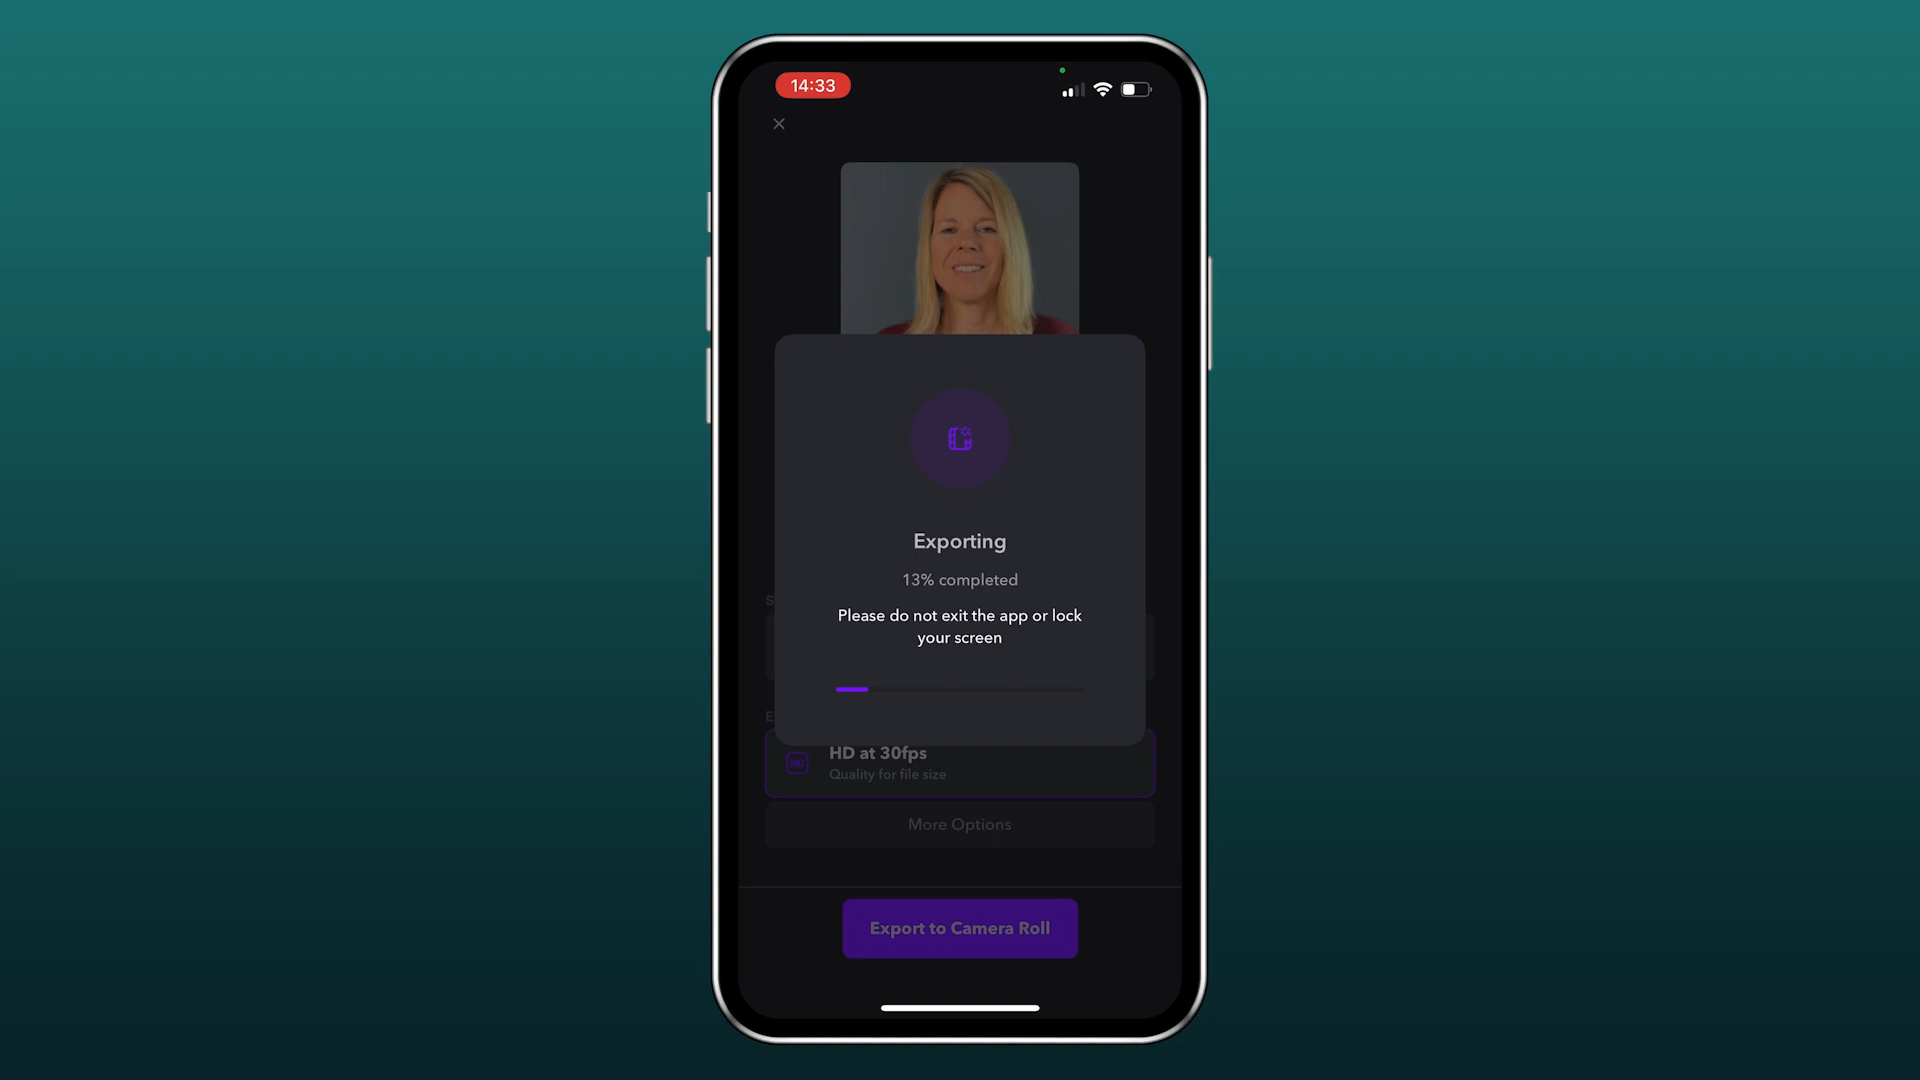 14:33
Exporting
13% completed
Please do not exit the app or lock
your screen
HD at 30fps
HD
Quality for file size
More Options
Export to Camera Roll